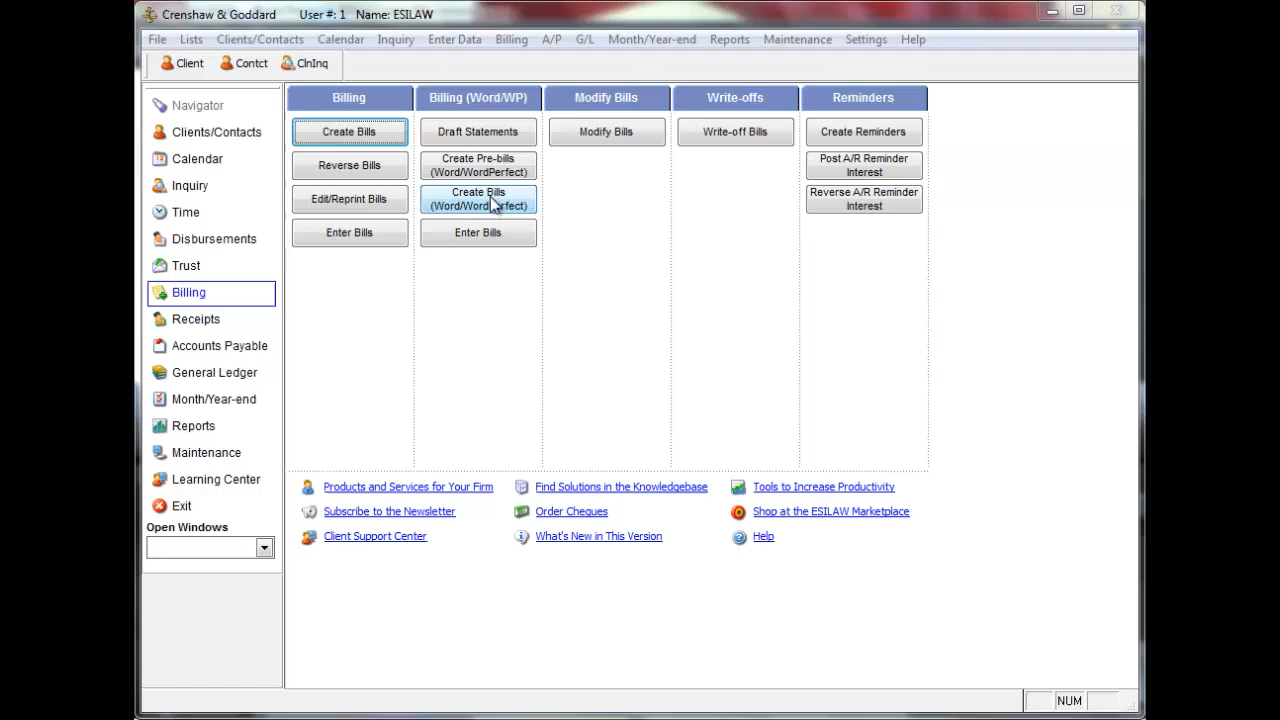 Crenshaw & Goddard User #: 1 Name: ESILAW
File Lists Clients/Contacts Calendar Inquiry Enter Data Billing A/P G/L Month/Year-end Reports Maintenance Settings Help
Client Contct ClnInq
Navigator
Clients/Contacts
Calendar
Inquiry
Time
Disbursements
Trust
Billing
Receipts
Accounts Payable
General Ledger
Month/Year-end
Reports
Maintenance
Learning Center
Exit
Open Windows
Billing
Create Bills
Reverse Bills
Edit/Reprint Bills
Enter Bills
Billing (Word/WP)
Draft Statements
Create Pre-bills
(Word/WordPerfect)
Create Bills
(Word/WordPerfect)
Enter Bills
Modify Bills
Modify Bills
Write-offs
Write-off Bills
Reminders
Create Reminders
Post A/R Reminder
Interest
Reverse A/R Reminder
Interest
Products and Services for Your Firm
Find Solutions in the Knowledgebase
Tools to Increase Productivity
Subscribe to the Newsletter
Order Cheques
Shop at the ESILAW Marketplace
Client Support Center
What's New in This Version
Help
NUM